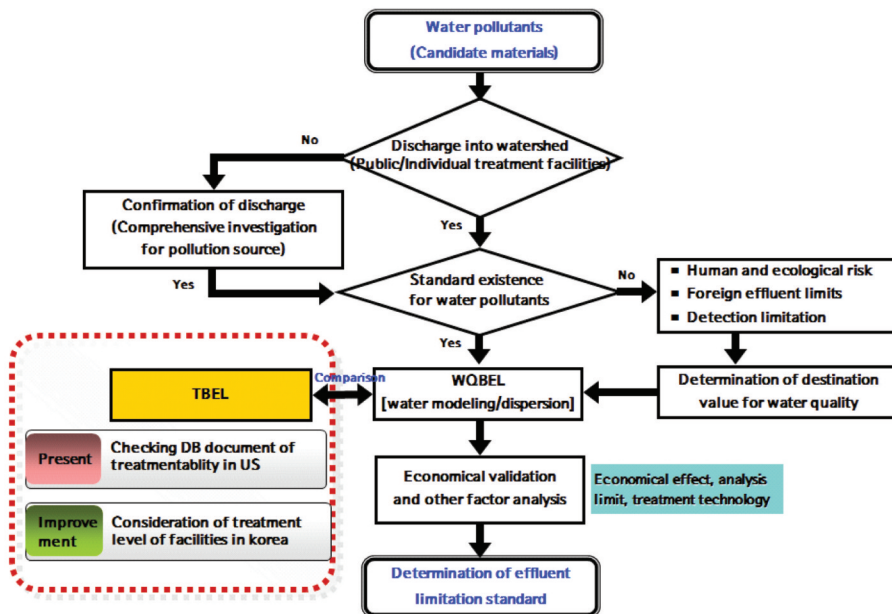 Water pollutants
(Candidate materials)
No
Discharge into watershed
(Public/Individual treatment facilities)
Confirmation of discharge
(Comprehensive investigation
for pollution source)
Yes
Yes
Standard existence
for water pollutants
No
▪ Human and ecological risk
▪ Foreign effluent limits
▪ Detection limitation
Yes
TBEL
Comparison
WQBEL
[water modeling/dispersion]
Determination of destination
value for water quality
Present
Checking DB document of
treatmentablity in US
Economical validation
and other factor analysis
Economical effect, analysis
limit, treatment technology
Improve
ment
Consideration of treatment
level of facilities in korea
Determination of effluent
limitation standard